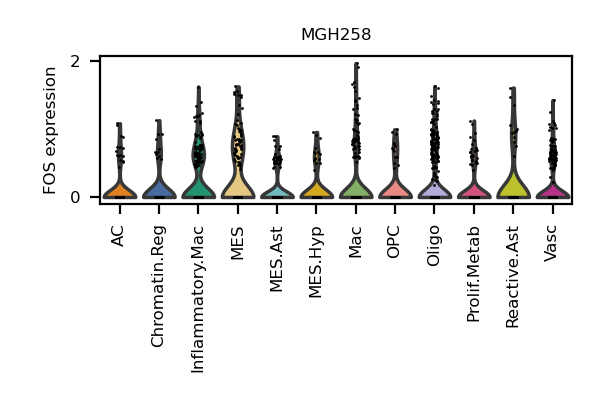 MGH258
FOS expression
2
0
AC
Chromatin.Reg
Inflammatory.Mac
MES
MES.Ast
MES.Hyp
Mac
OPC
Oligo
Prolif.Metab
Reactive.Ast
Vasc